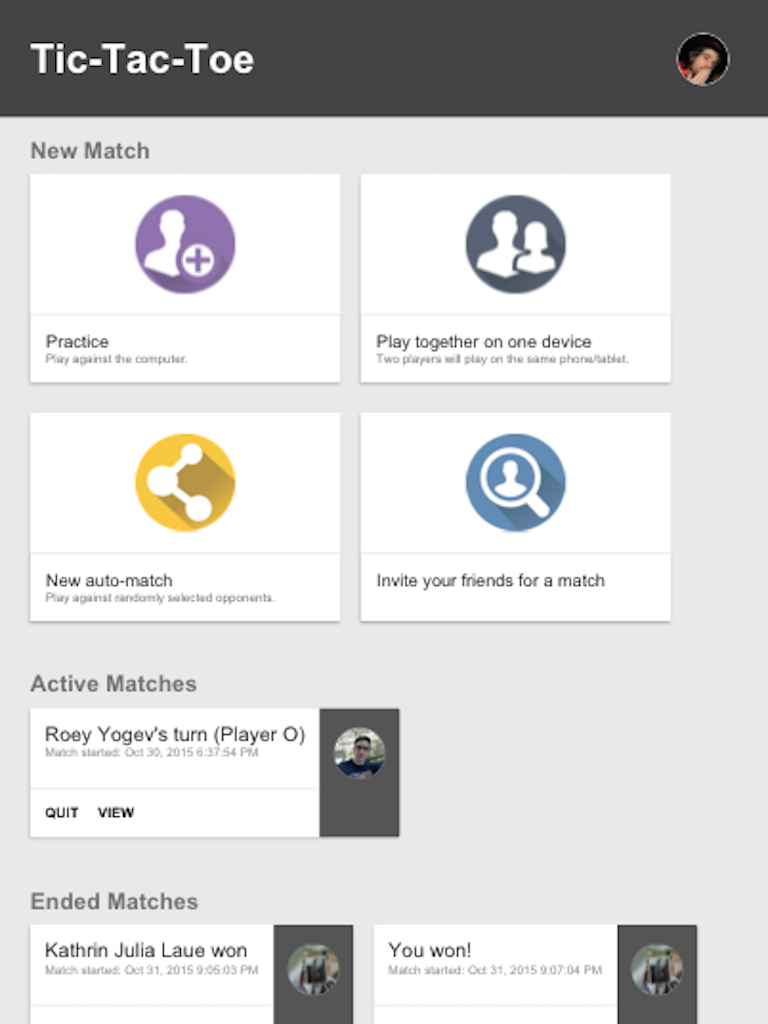 Tic-Tac-Toe
New Match
Practice
Play against the computer.
Play together on one device
Two players will play on the same phone/tablet.
New auto-match
Play against randomly selected opponents.
Invite your friends for a match
Active Matches
Roey Yogev's turn (Player O)
Match started: Oct 30, 2015 6:37:54 PM
QUIT VIEW
Ended Matches
Kathrin Julia Laue won
Match started: Oct 31, 2015 9:05:03 PM
You won!
Match started: Oct 31, 2015 9:07:04 PM